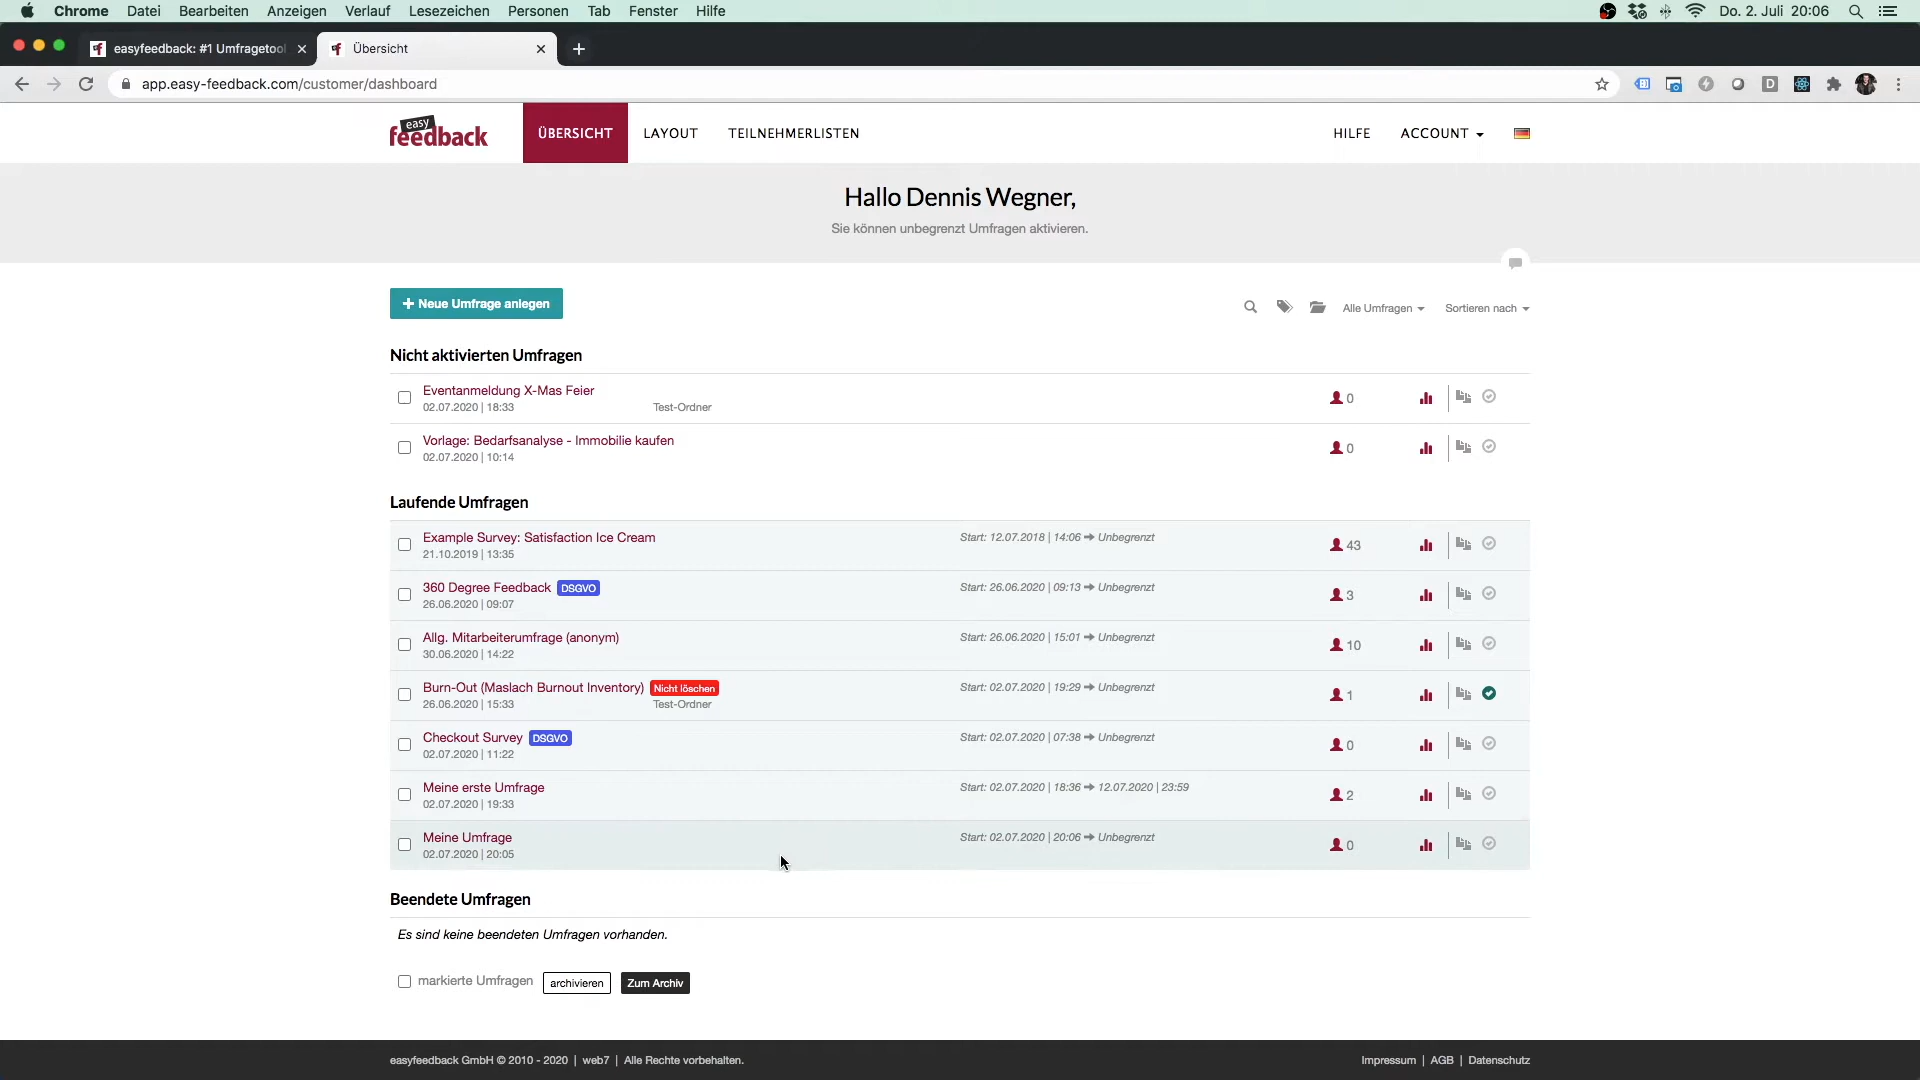 Chrome Datei Bearbeiten Anzeigen Verlauf Lesezeichen Personen Tab Fenster Hilfe Do. 2. Juli 20:06
easyfeedback: #1 Umfragetool Übersicht
app.easy-feedback.com/customer/dashboard
easy feedback ÜBERSICHT LAYOUT TEILNEHMERLISTEN HILFE ACCOUNT
Hallo Dennis Wegner,
Sie können unbegrenzt Umfragen aktivieren.
+ Neue Umfrage anlegen Alle Umfragen Sortieren nach
Nicht aktivierten Umfragen
Eventanmeldung X-Mas Feier 0
02.07.2020 | 18:33 Test-Ordner
Vorlage: Bedarfsanalyse - Immobilie kaufen 0
02.07.2020 | 10:14
Laufende Umfragen
Example Survey: Satisfaction Ice Cream Start: 12.07.2018 | 14:06 → Unbegrenzt 43
21.10.2019 | 13:35
360 Degree Feedback DSGVO Start: 26.06.2020 | 09:13 → Unbegrenzt 3
26.06.2020 | 09:07
Allg. Mitarbeiterumfrage (anonym) Start: 26.06.2020 | 15:01 → Unbegrenzt 10
30.06.2020 | 14:22
Burn-Out (Maslach Burnout Inventory) Nicht löschen Start: 02.07.2020 | 19:29 → Unbegrenzt 1
26.06.2020 | 15:33 Test-Ordner
Checkout Survey DSGVO Start: 02.07.2020 | 07:38 → Unbegrenzt 0
02.07.2020 | 11:22
Meine erste Umfrage Start: 02.07.2020 | 18:36 → 12.07.2020 | 23:59 2
02.07.2020 | 19:33
Meine Umfrage Start: 02.07.2020 | 20:06 → Unbegrenzt 0
02.07.2020 | 20:05
Beendete Umfragen
Es sind keine beendeten Umfragen vorhanden.
markierte Umfragen archivieren Zum Archiv
easyfeedback GmbH © 2010 - 2020 | web7 | Alle Rechte vorbehalten. Impressum | AGB | Datenschutz